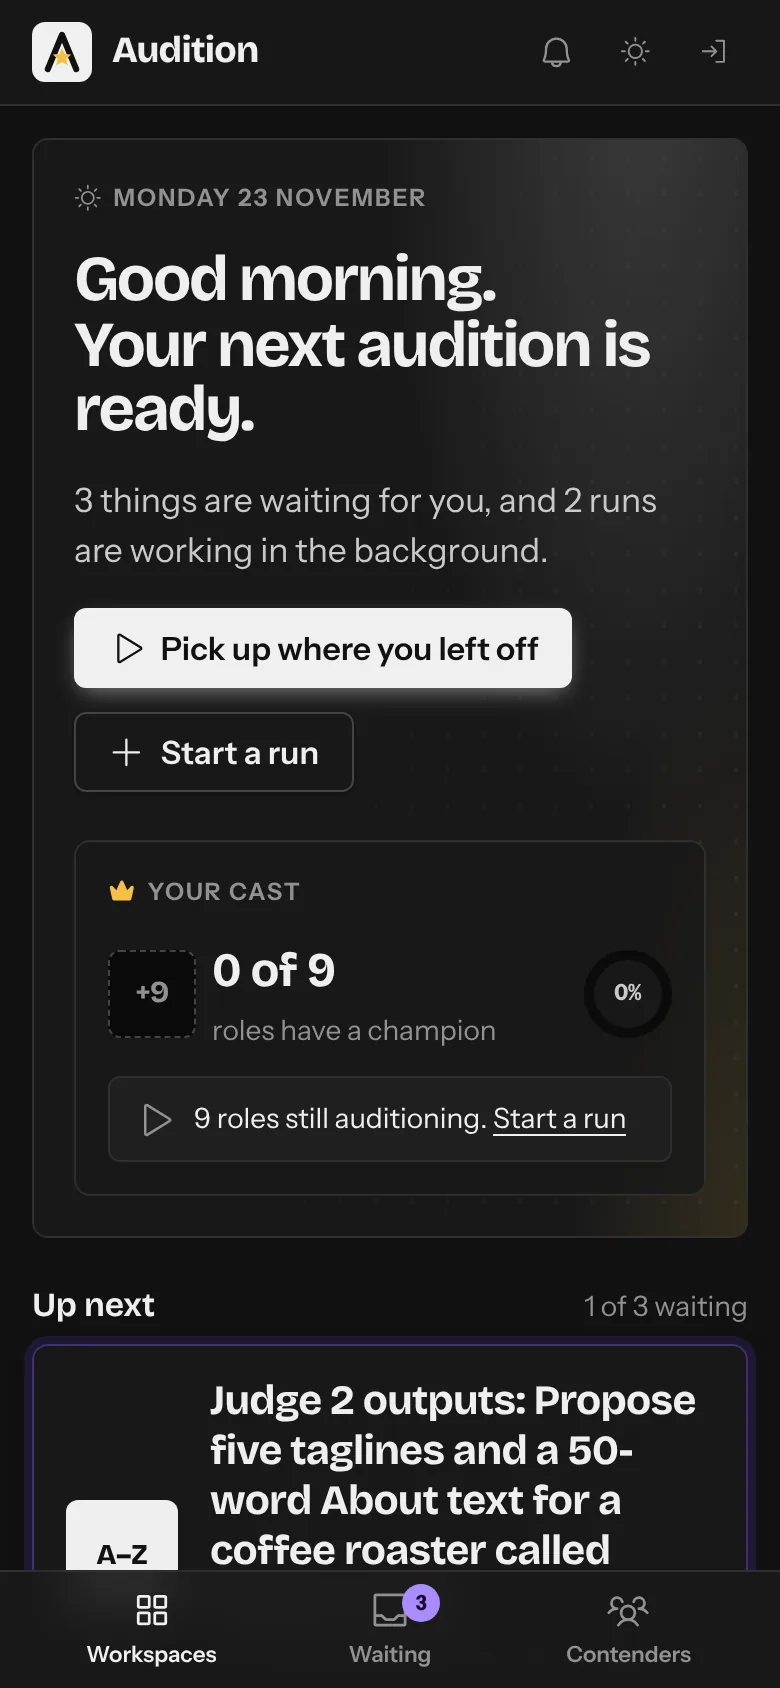 Audition
MONDAY 23 NOVEMBER
Good morning.
Your next audition is
ready.
3 things are waiting for you, and 2 runs
are working in the background.
Pick up where you left off
Start a run
YOUR CAST
+9
0 of 9
roles have a champion
0%
9 roles still auditioning. Start a run
Up next
1 of 3 waiting
Judge 2 outputs: Propose
five taglines and a 50-
word About text for a
coffee roaster called
A–Z
3
Workspaces
Waiting
Contenders